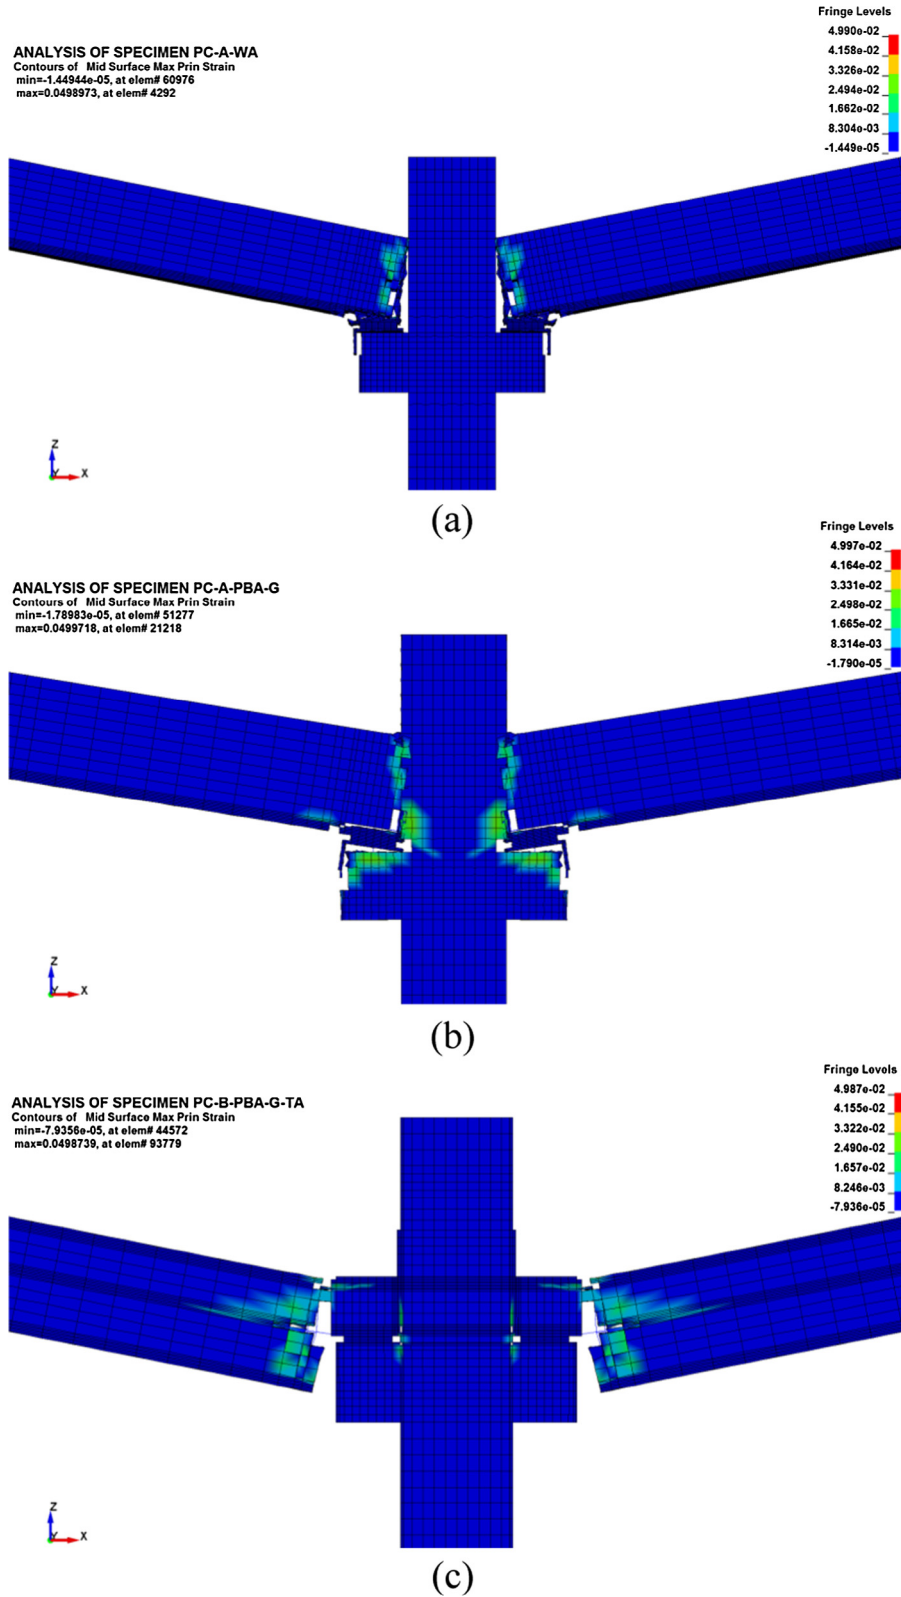 Fringe Levels
4.990e-02
4.158e-02
3.326e-02
2.494e-02
1.662e-02
8.304e-03
-1.449e-05
ANALYSIS OF SPECIMEN PC-A-WA
Contours of Mid Surface Max Prin Strain
min=-1.44944e-05, at elem# 60976
max=0.0498973, at elem# 4292
Z
Y X
(a)
Fringe Levels
4.997e-02
4.164e-02
3.331e-02
2.498e-02
1.665e-02
8.314e-03
-1.790e-05
ANALYSIS OF SPECIMEN PC-A-PBA-G
Contours of Mid Surface Max Prin Strain
min=-1.78983e-05, at elem# 51277
max=0.0499718, at elem# 21218
Z
Y X
(b)
Fringe Levels
4.987e-02
4.155e-02
3.322e-02
2.490e-02
1.657e-02
8.246e-03
-7.936e-05
ANALYSIS OF SPECIMEN PC-B-PBA-G-TA
Contours of Mid Surface Max Prin Strain
min=-7.9356e-05, at elem# 44572
max=0.0498739, at elem# 93779
Z
Y X
(c)